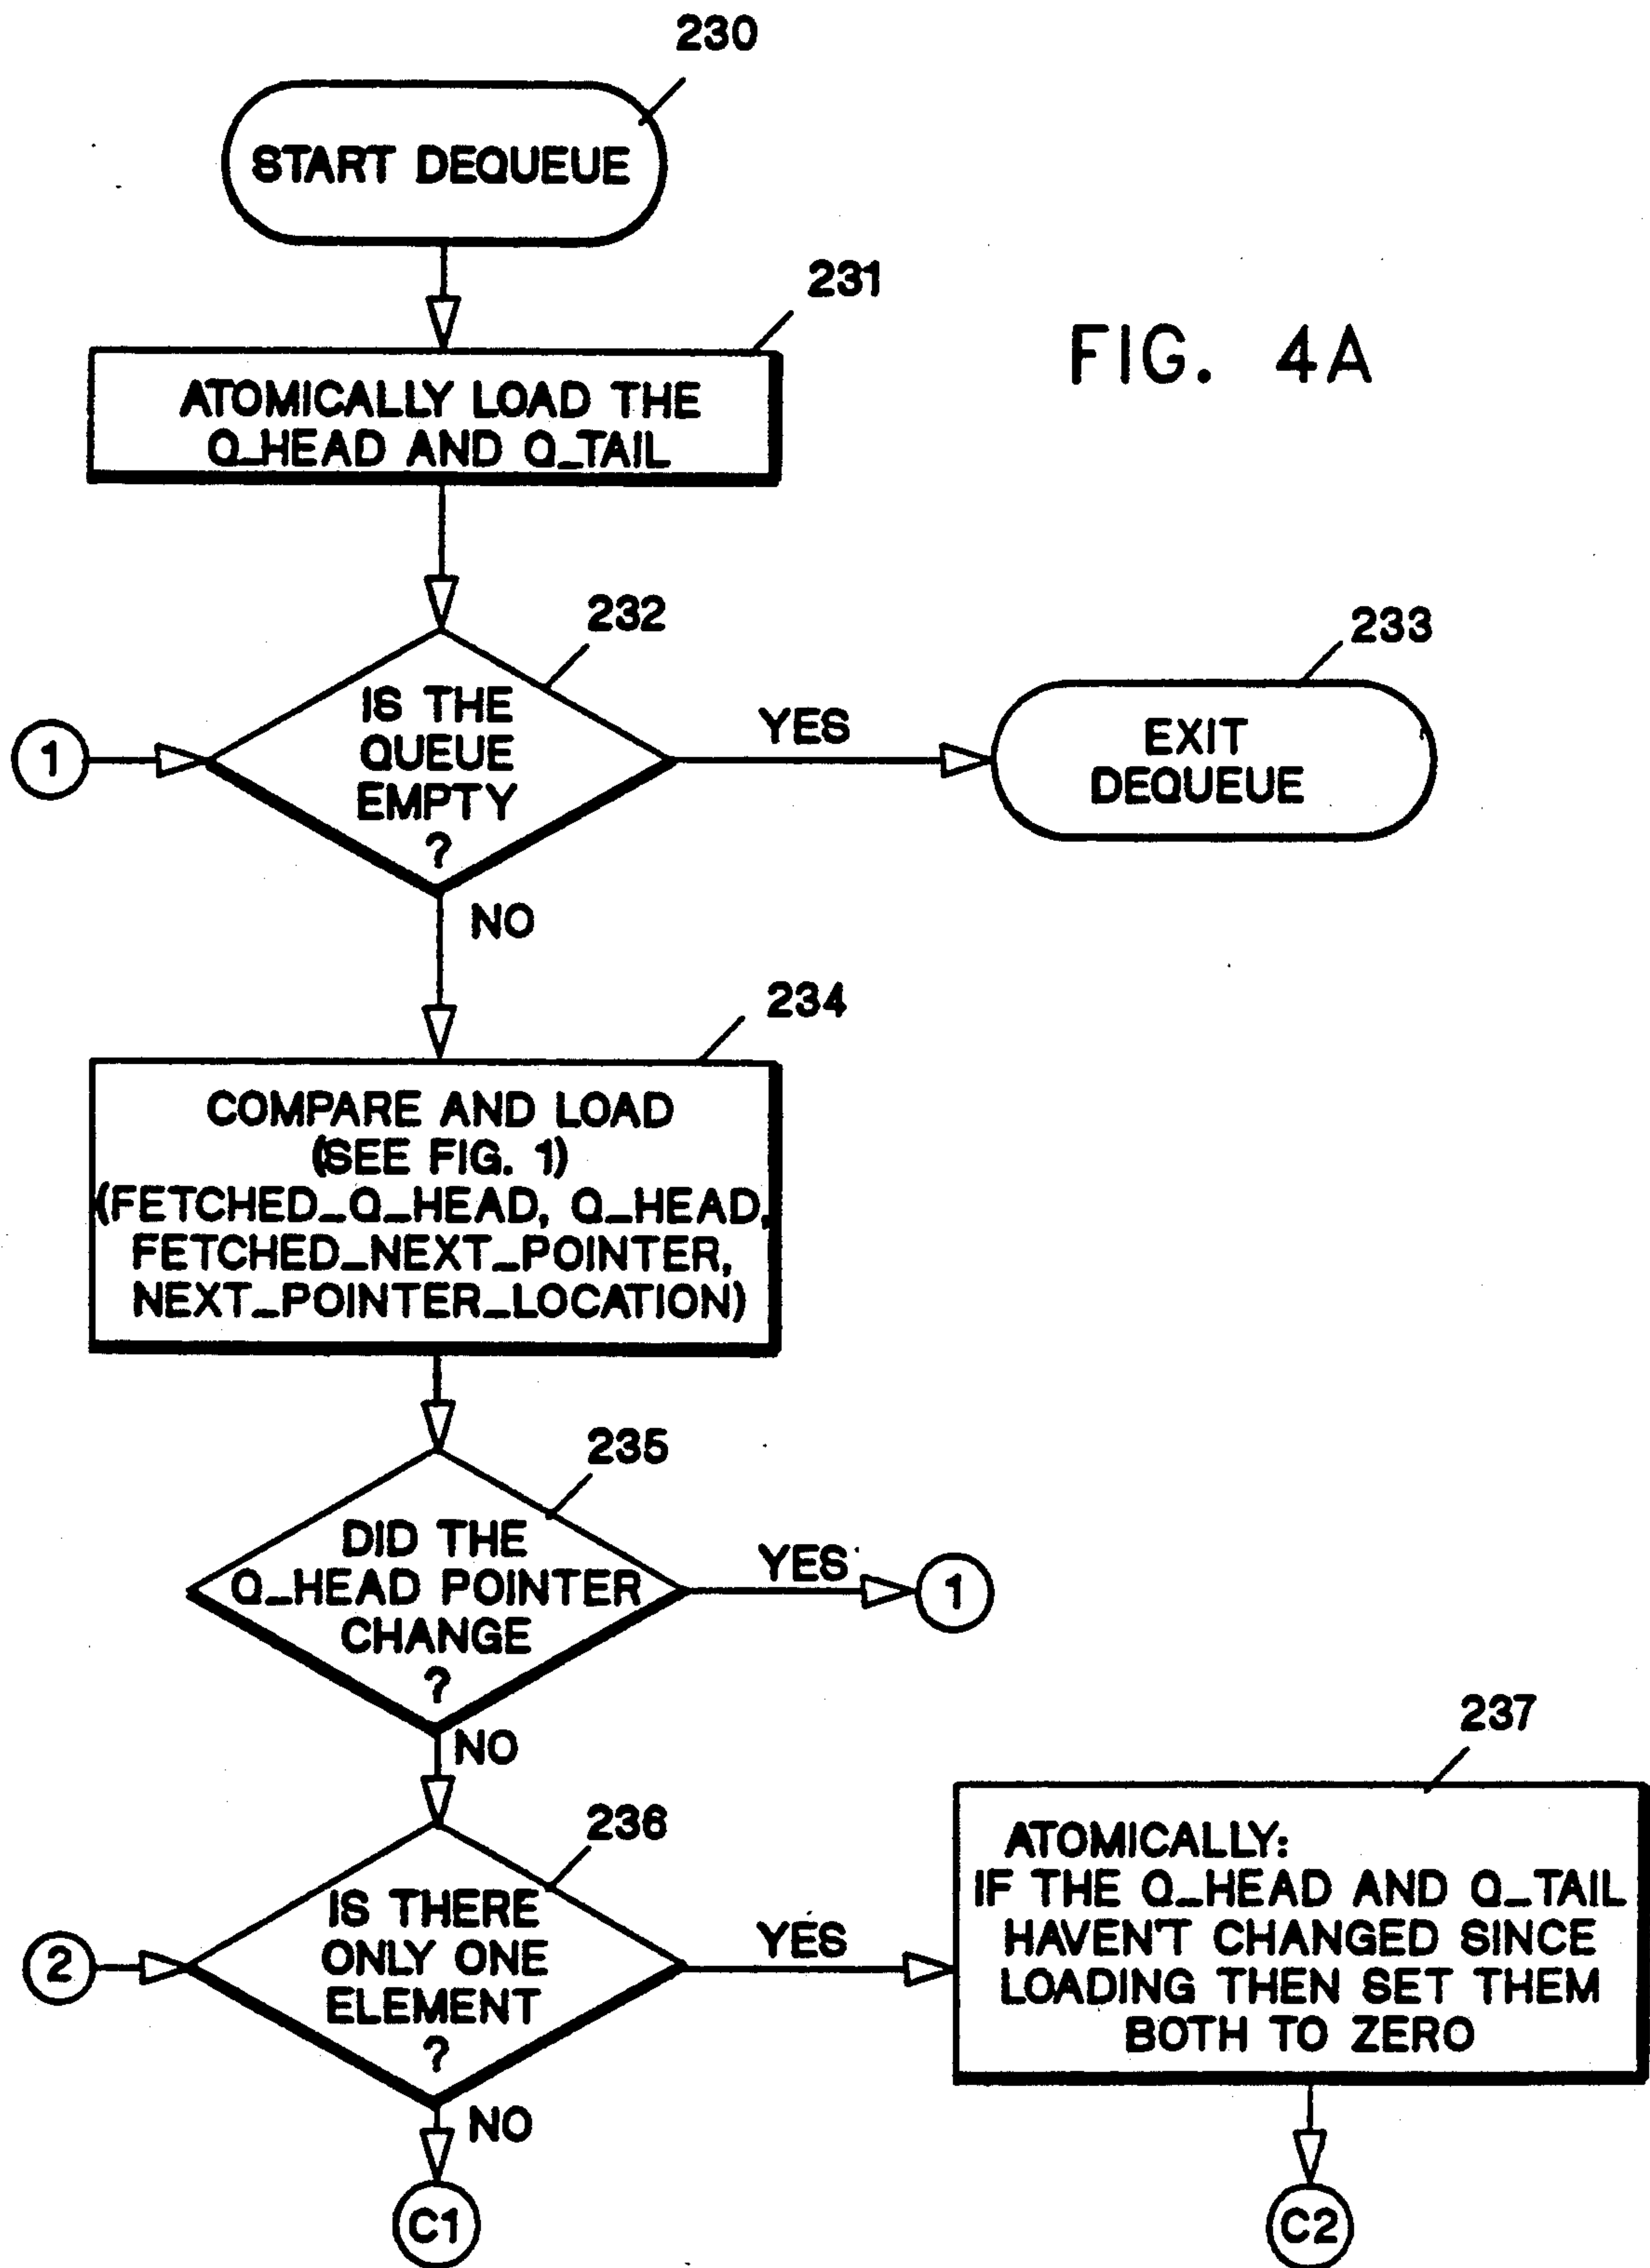 230
START DEQUEUE
231
FIG. 4A
ATOMICALLY LOAD THE
Q_HEAD AND Q_TAIL
232
233
IS THE
QUEUE
EMPTY
?
1
YES
EXIT
DEQUEUE
NO
234
COMPARE AND LOAD
(SEE FIG. 1)
(FETCHED_Q_HEAD, Q_HEAD,
FETCHED_NEXT_POINTER,
NEXT_POINTER_LOCATION)
235
DID THE
Q_HEAD POINTER
CHANGE
?
YES
1
NO
236
237
IS THERE
ONLY ONE
ELEMENT
?
2
YES
ATOMICALLY:
IF THE Q_HEAD AND Q_TAIL
HAVEN'T CHANGED SINCE
LOADING THEN SET THEM
BOTH TO ZERO
NO
C1
C2